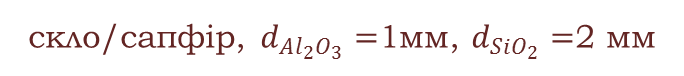 скло/сапфір, $d_{Al_2O_3}$ =1мм, $d_{SiO_2}$ =2 мм